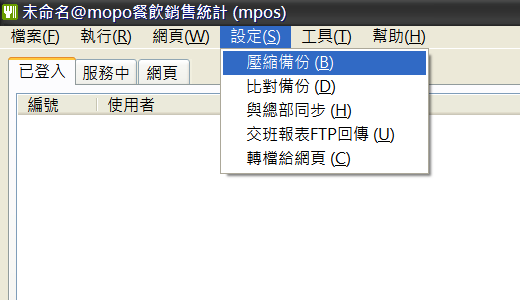 未命名@mopo餐飲銷售統計 (mpos)
檔案(F) 執行(R) 網頁(W) 設定(S) 工具(T) 幫助(H)
已登入 服務中 網頁
編號 使用者
壓縮備份 (B)
比對備份 (D)
與總部同步 (H)
交班報表FTP回傳 (U)
轉檔給網頁 (C)